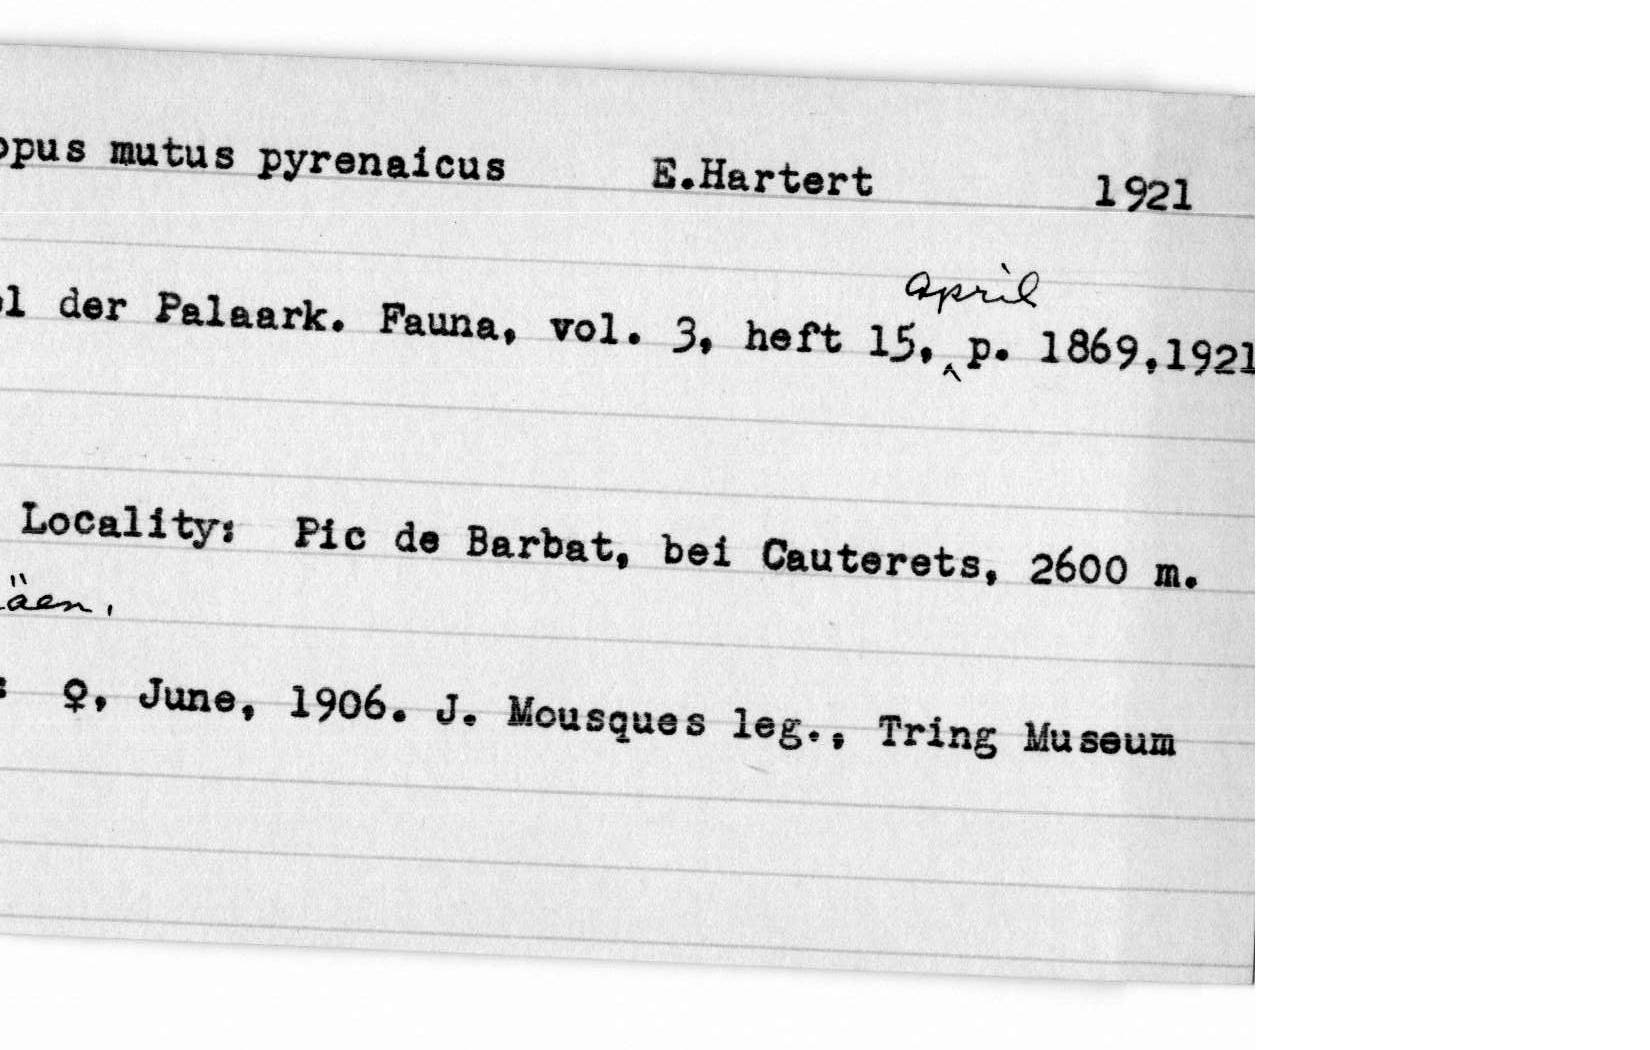 opus mutus pyrenaicus E.Hartert 1921
april
l der Palaark. Fauna, vol. 3, heft 15,‸ p. 1869,1921
Locality: Pic de Barbat, bei Cauterets, 2600 m.
äen.
: ♀, June, 1906. J. Mousques leg., Tring Museum